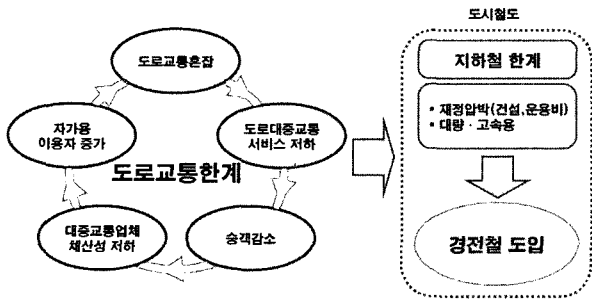 도시철도
도로교통혼잡
자가용
이용자 증가
도로대중교통
서비스 저하
도로교통한계
대중교통업체
채산성 저하
승객감소
지하철 한계
• 재정압박(건설,운용비)
• 대량 · 고속용
경전철 도입